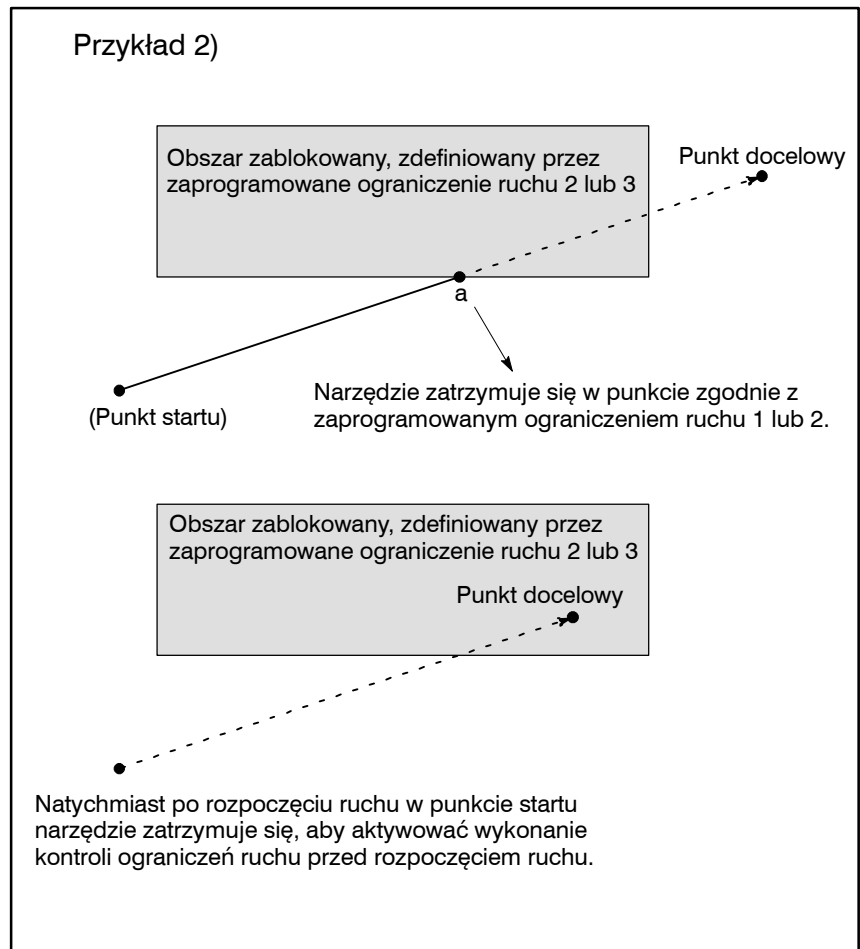 Przykład 2)
Obszar zablokowany, zdefiniowany przez
zaprogramowane ograniczenie ruchu 2 lub 3
Punkt docelowy
a
(Punkt startu)
Narzędzie zatrzymuje się w punkcie zgodnie z
zaprogramowanym ograniczeniem ruchu 1 lub 2.
Obszar zablokowany, zdefiniowany przez
zaprogramowane ograniczenie ruchu 2 lub 3
Punkt docelowy
Natychmiast po rozpoczęciu ruchu w punkcie startu
narzędzie zatrzymuje się, aby aktywować wykonanie
kontroli ograniczeń ruchu przed rozpoczęciem ruchu.